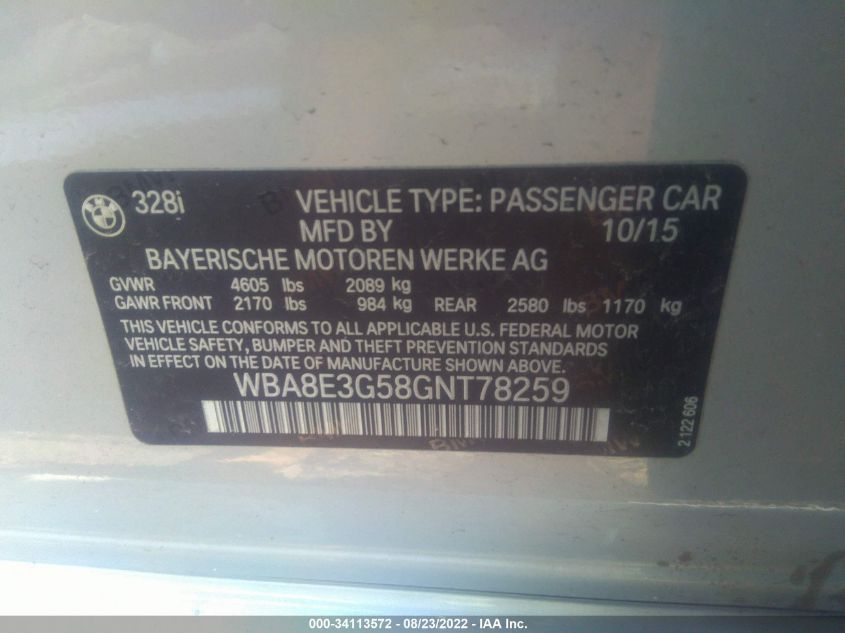 328i VEHICLE TYPE: PASSENGER CAR
MFD BY 10/15
BAYERISCHE MOTOREN WERKE AG
GVWR 4605 lbs 2089 kg
GAWR FRONT 2170 lbs 984 kg REAR 2580 lbs 1170 kg
THIS VEHICLE CONFORMS TO ALL APPLICABLE U.S. FEDERAL MOTOR
VEHICLE SAFETY, BUMPER AND THEFT PREVENTION STANDARDS
IN EFFECT ON THE DATE OF MANUFACTURE SHOWN ABOVE.
WBA8E3G58GNT78259
2 122 606
000-34113572 - 08/23/2022 - IAA Inc.